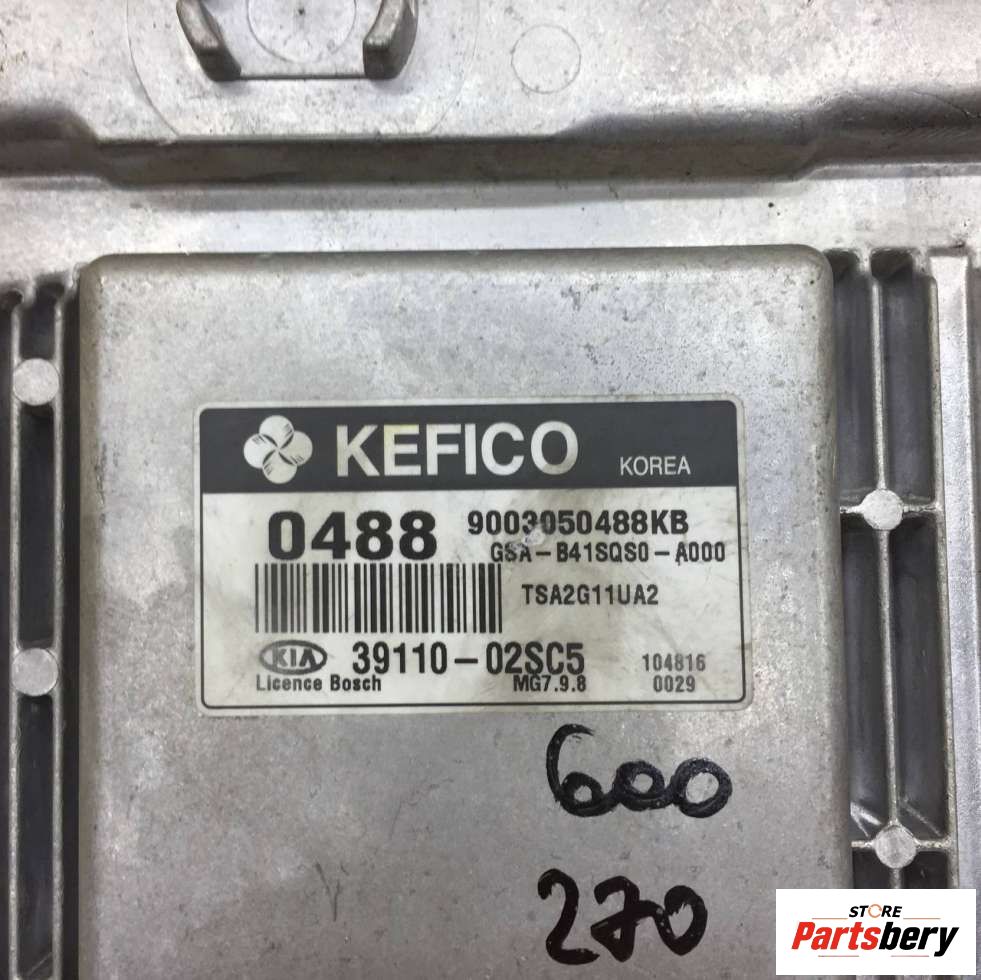 KEFICO KOREA
0488 9003050488KB
GSA-B41SQS0-A000
TSA2G11UA2
KIA 39110-02SC5 104816
Licence Bosch MG7.9.8 0029
600
270
STORE
Partsbery